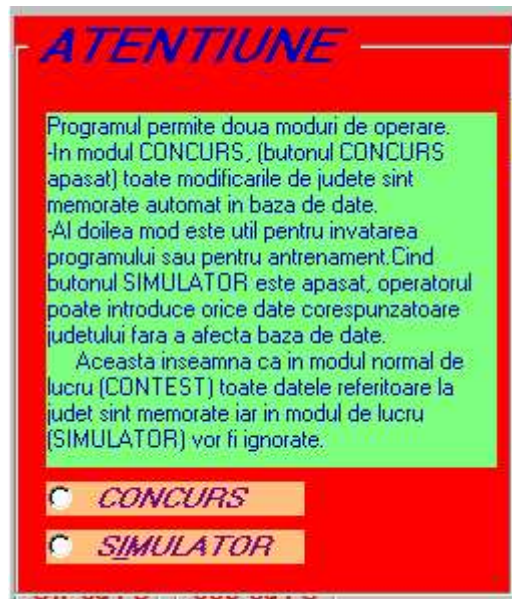 ATENTIUNE
Programul permite doua moduri de operare.
-In modul CONCURS, (butonul CONCURS
apasat) toate modificarile de judete sint
memorate automat in baza de date.
-Al doilea mod este util pentru invatarea
programului sau pentru antrenament.Cind
butonul SIMULATOR este apasat, operatorul
poate introduce orice date corespunzatoare
judetului fara a afecta baza de date.
Aceasta inseamna ca in modul normal de
lucru (CONTEST) toate datele referitoare la
judet sint memorate iar in modul de lucru
(SIMULATOR) vor fi ignorate.
CONCURS
SIMULATOR